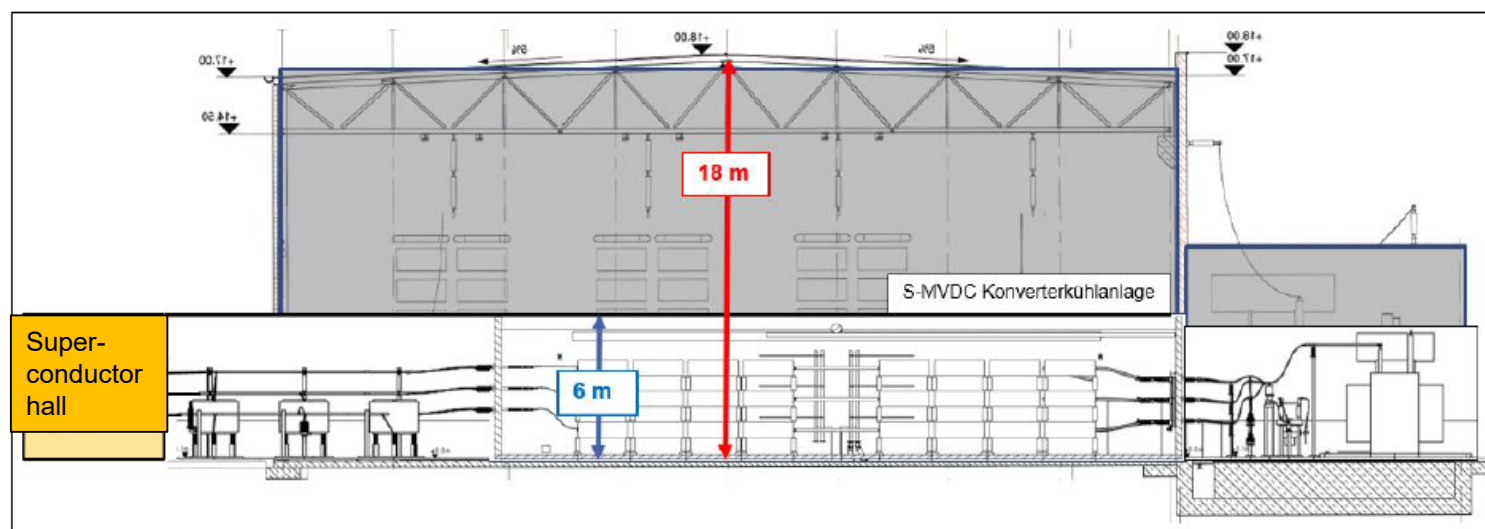 +18.00
5%
5%
+18.00
+17.00
+17.00
+14.50
18 m
S-MVDC Konverterkühlanlage
Super-
conductor
hall
6 m